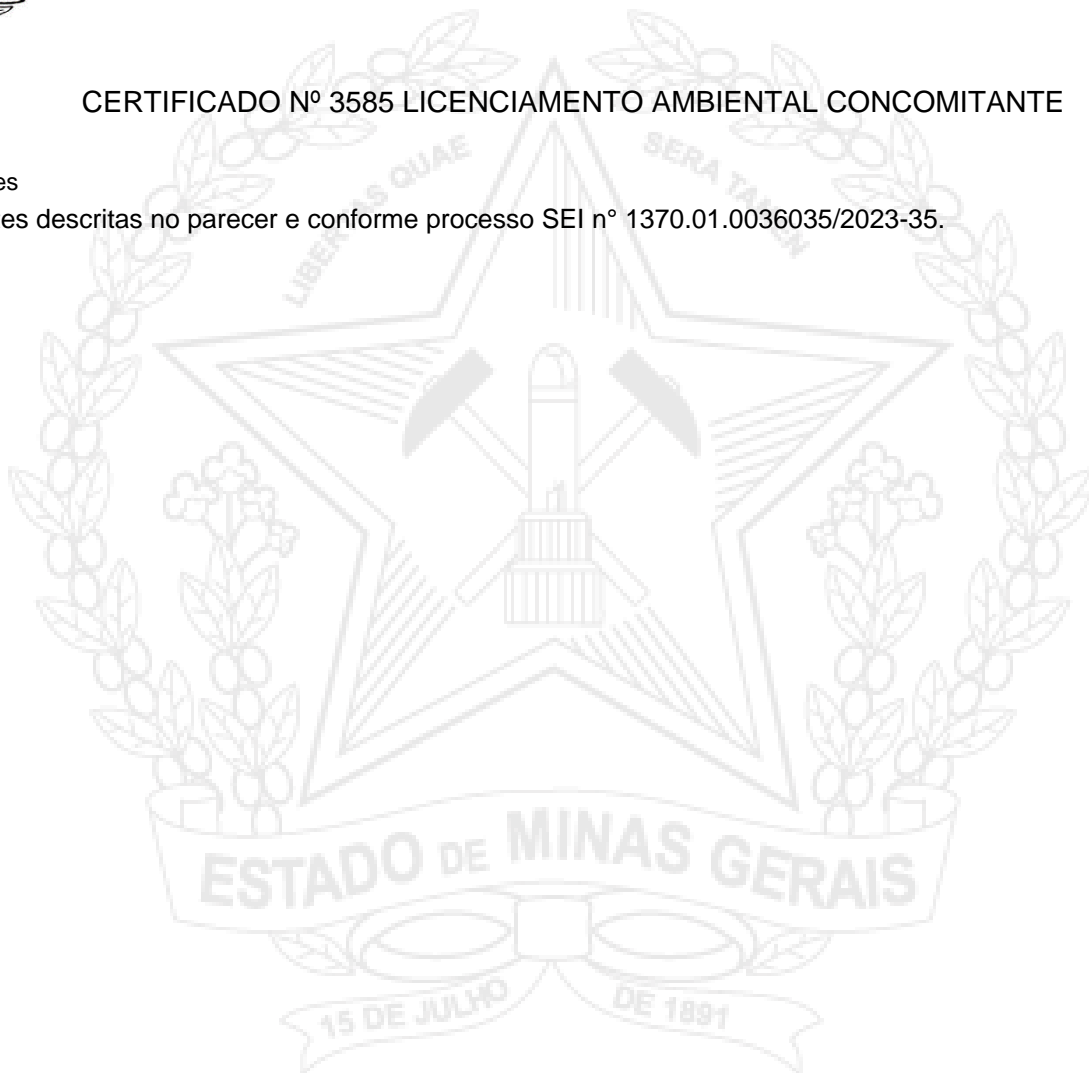 CERTIFICADO Nº 3585 LICENCIAMENTO AMBIENTAL CONCOMITANTE
LIBERTAS QUAE SERA TAMEN
es
es descritas no parecer e conforme processo SEI n° 1370.01.0036035/2023-35.
ESTADO DE MINAS GERAIS
15 DE JULHO DE 1891